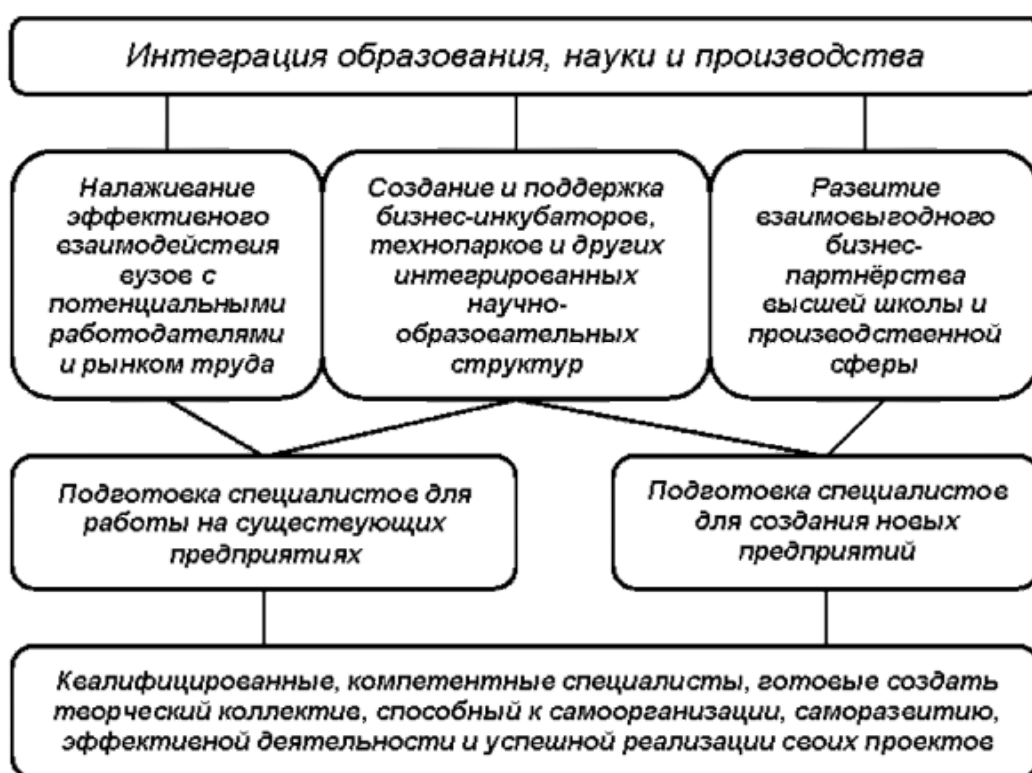 Интеграция образования, науки и производства
Налаживание
эффективного
взаимодействия
вузов с
потенциальными
работодателями
и рынком труда
Создание и поддержка
бизнес-инкубаторов,
технопарков и других
интегрированных
научно-
образовательных
структур
Развитие
взаимовыгодного
бизнес-
партнёрства
высшей школы и
производственной
сферы
Подготовка специалистов для
работы на существующих
предприятиях
Подготовка специалистов
для создания новых
предприятий
Квалифицированные, компетентные специалисты, готовые создать
творческий коллектив, способный к самоорганизации, саморазвитию,
эффективной деятельности и успешной реализации своих проектов